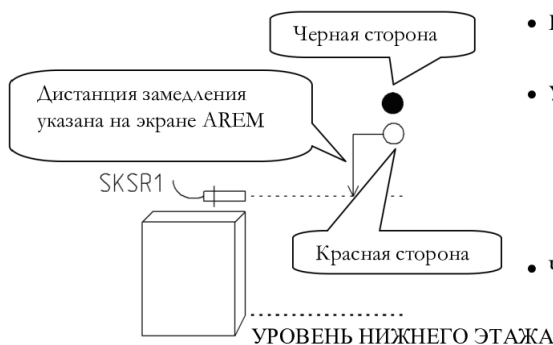 Черная сторона
Дистанция замедления
указана на экране AREM
SKSR1
Красная сторона
УРОВЕНЬ НИЖНЕГО ЭТАЖА